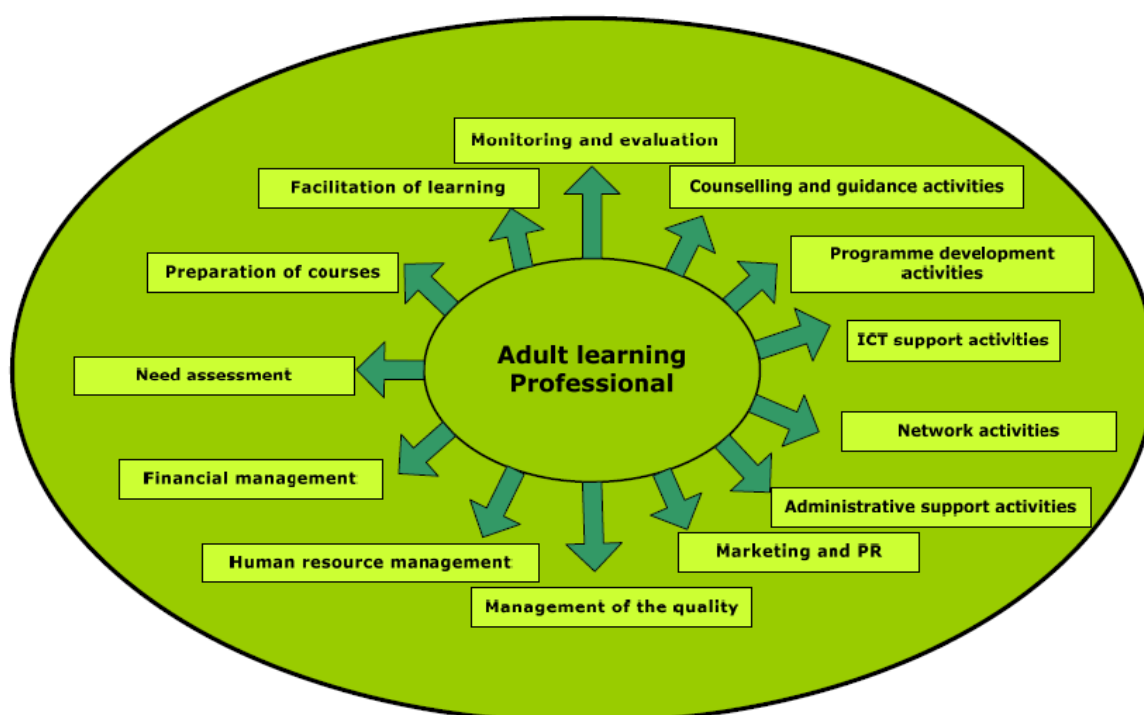 Monitoring and evaluation
Facilitation of learning
Counselling and guidance activities
Programme development
activities
Preparation of courses
ICT support activities
Adult learning
Professional
Need assessment
Network activities
Financial management
Administrative support activities
Marketing and PR
Human resource management
Management of the quality